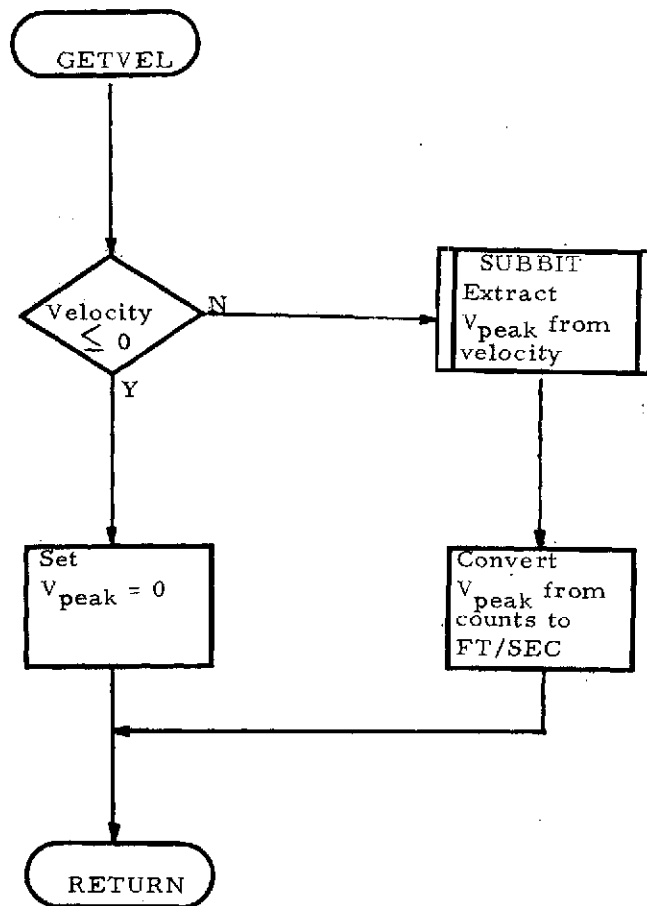 GETVEL
Velocity
≤ 0
N
Y
SUBBIT
Extract
Vpeak from
velocity
Set
Vpeak = 0
Convert
Vpeak from
counts to
FT/SEC
RETURN